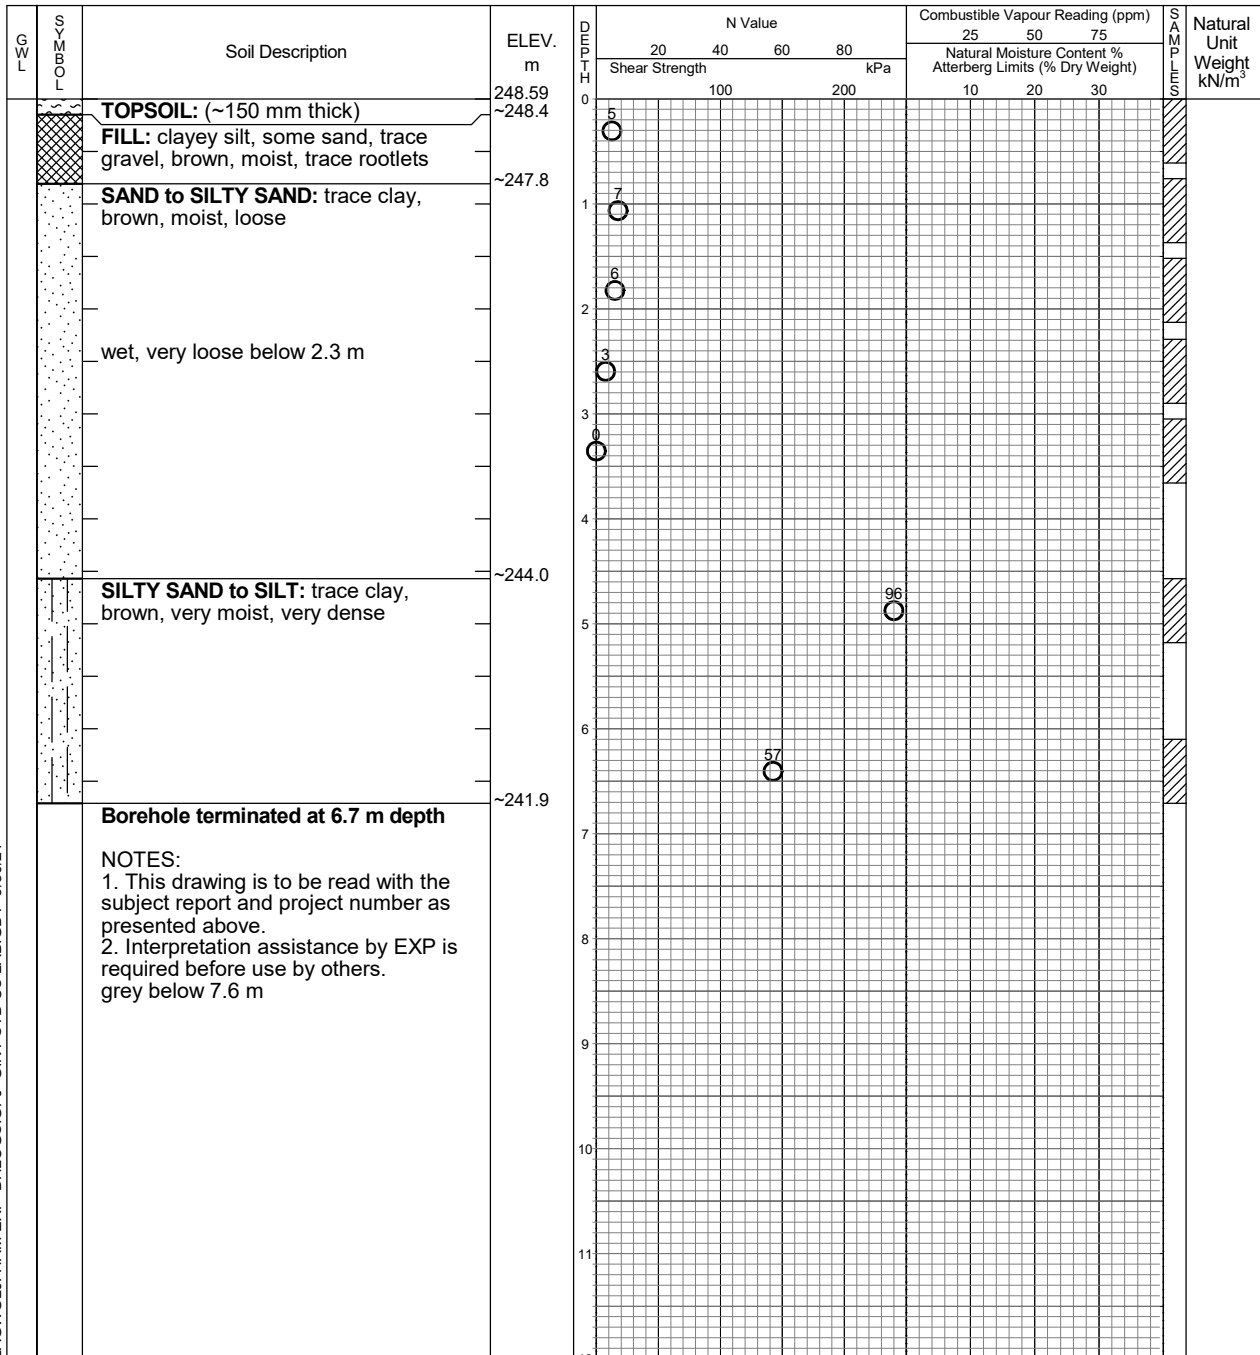 GWL
SYMBOL
Soil Description
ELEV.
m
DEPTH
N Value
20 40 60 80
Shear Strength kPa
100 200
Combustible Vapour Reading (ppm)
25 50 75
Natural Moisture Content %
Atterberg Limits (% Dry Weight)
10 20 30
SAMPLES
Natural
Unit
Weight
kN/m³
248.59
0
TOPSOIL: (~150 mm thick)
~248.4
5
FILL: clayey silt, some sand, trace
gravel, brown, moist, trace rootlets
~247.8
SAND to SILTY SAND: trace clay,
brown, moist, loose
7
1
6
2
wet, very loose below 2.3 m
3
3
0
4
~244.0
SILTY SAND to SILT: trace clay,
brown, very moist, very dense
96
5
6
57
~241.9
Borehole terminated at 6.7 m depth
7
NOTES:
1. This drawing is to be read with the
subject report and project number as
presented above.
2. Interpretation assistance by EXP is
required before use by others.
grey below 7.6 m
8
9
10
11